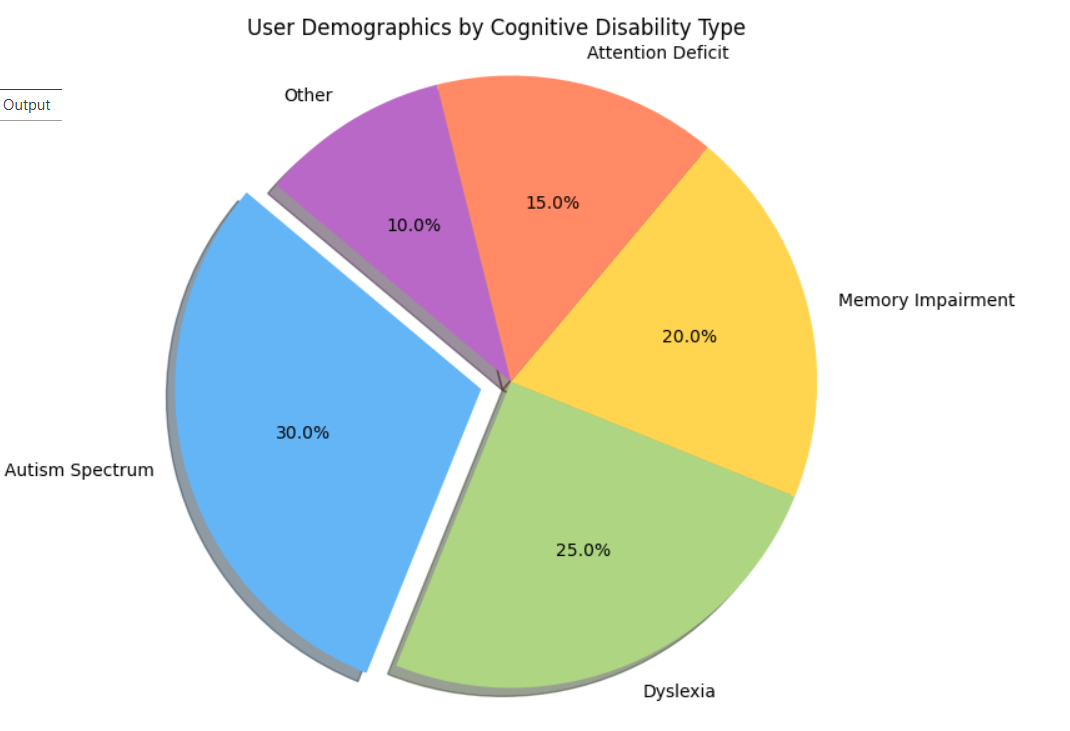 User Demographics by Cognitive Disability Type
Attention Deficit
Other
Output
15.0%
10.0%
Memory Impairment
20.0%
30.0%
Autism Spectrum
25.0%
Dyslexia